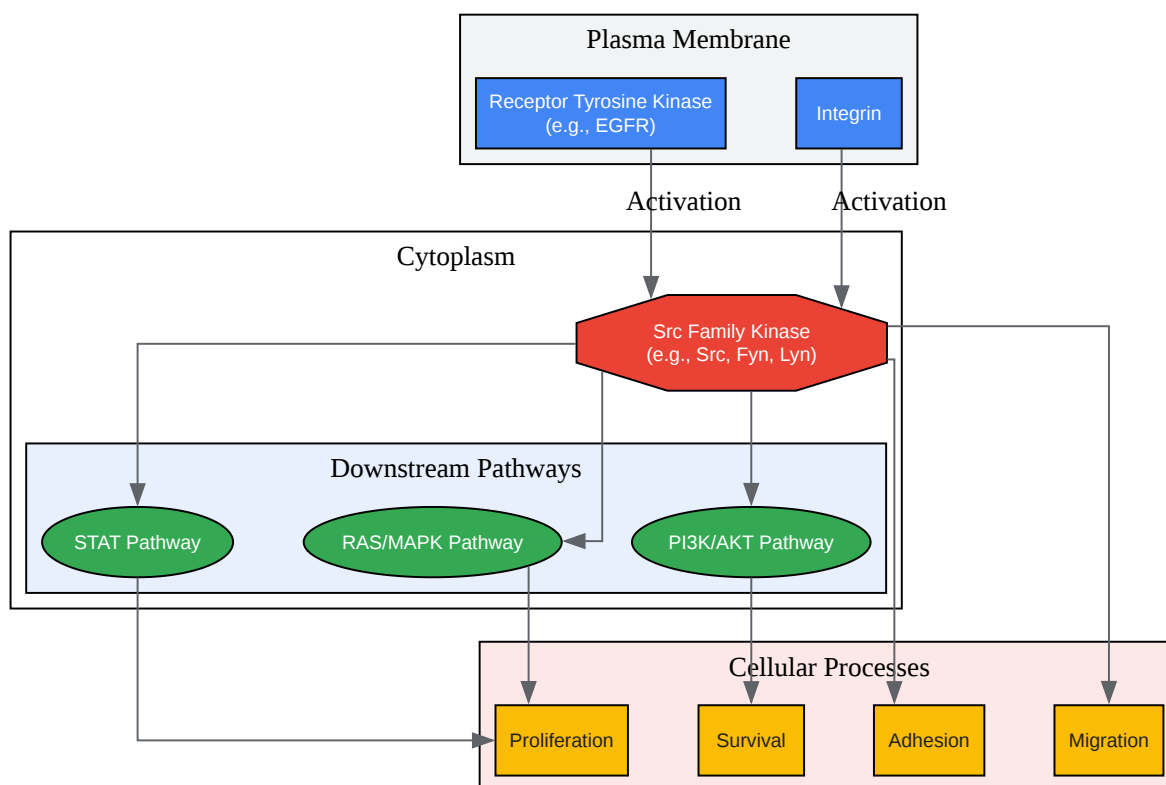 Plasma Membrane
Receptor Tyrosine Kinase
(e.g., EGFR)
Integrin
Activation
Activation
Cytoplasm
Src Family Kinase
(e.g., Src, Fyn, Lyn)
Downstream Pathways
STAT Pathway
RAS/MAPK Pathway
PI3K/AKT Pathway
Cellular Processes
Proliferation
Survival
Adhesion
Migration